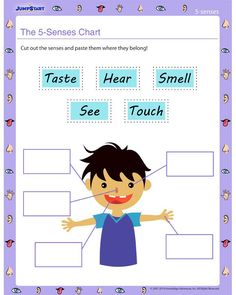 JUMPSTART
5-senses
The 5-Senses Chart
Cut out the senses and paste them where they belong!
Taste Hear Smell
See Touch